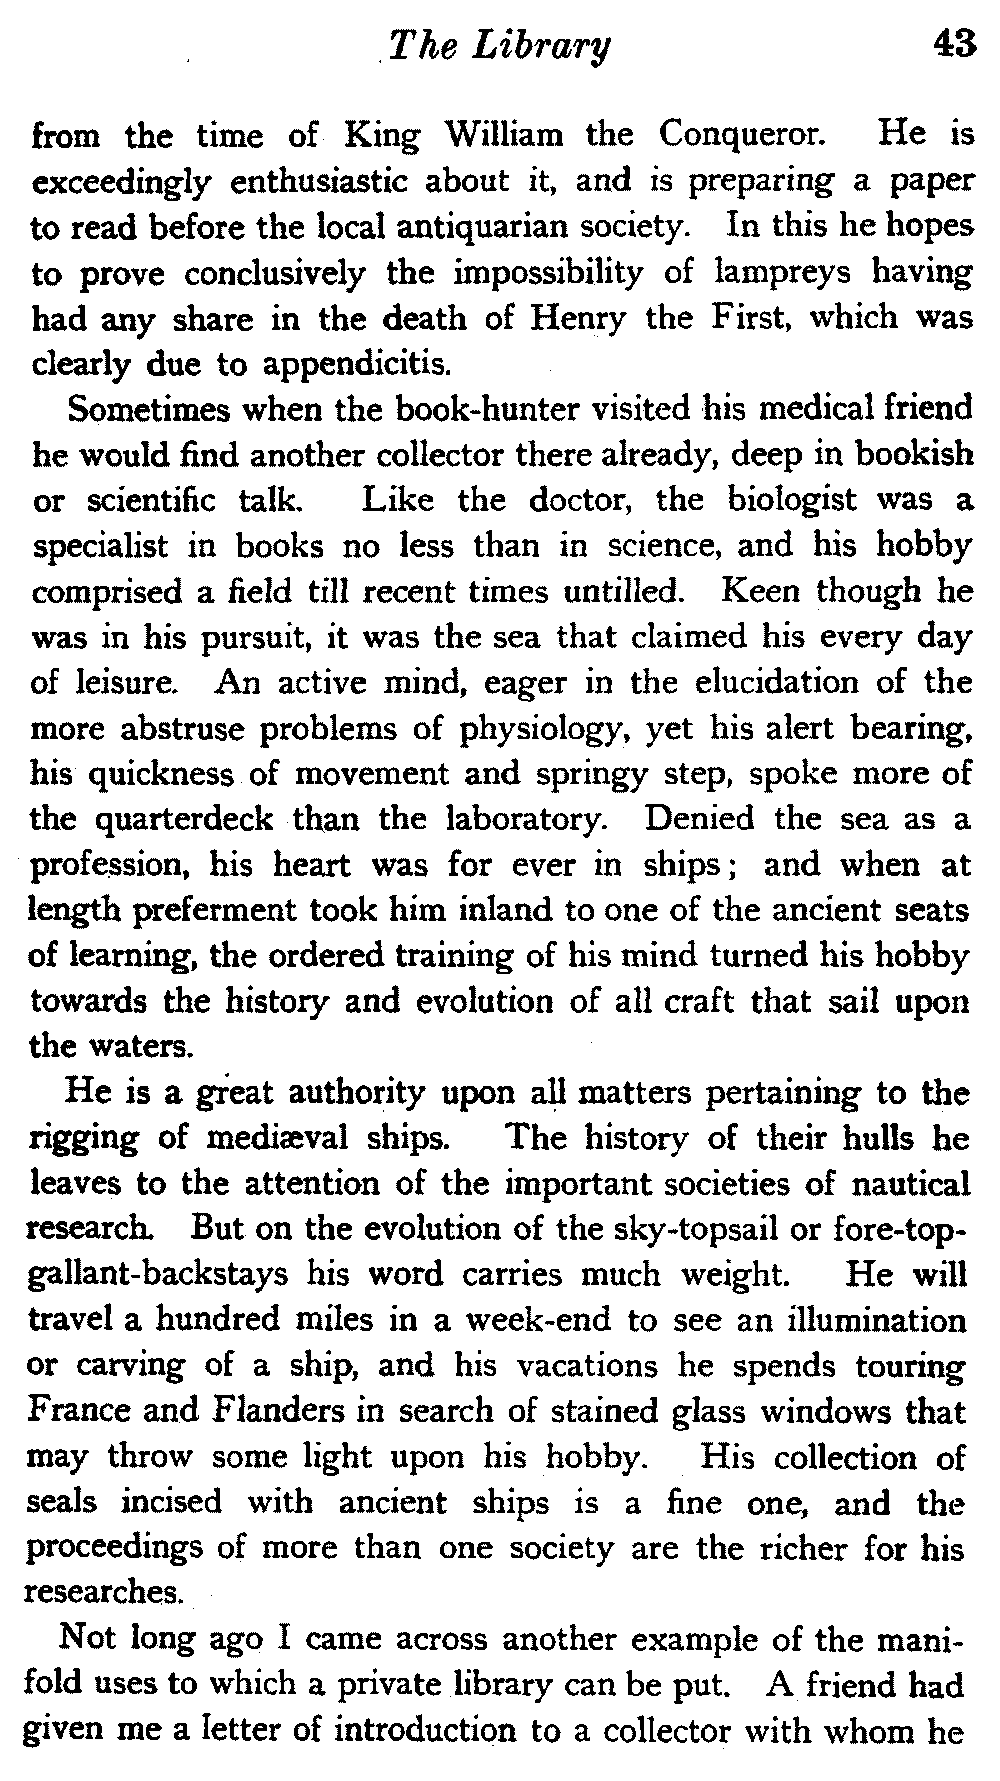 The Library 43
from the time of King William the Conqueror. He is
exceedingly enthusiastic about it, and is preparing a paper
to read before the local antiquarian society. In this he hopes
to prove conclusively the impossibility of lampreys having
had any share in the death of Henry the First, which was
clearly due to appendicitis.
Sometimes when the book-hunter visited his medical friend
he would find another collector there already, deep in bookish
or scientific talk. Like the doctor, the biologist was a
specialist in books no less than in science, and his hobby
comprised a field till recent times untilled. Keen though he
was in his pursuit, it was the sea that claimed his every day
of leisure. An active mind, eager in the elucidation of the
more abstruse problems of physiology, yet his alert bearing,
his quickness of movement and springy step, spoke more of
the quarterdeck than the laboratory. Denied the sea as a
profession, his heart was for ever in ships; and when at
length preferment took him inland to one of the ancient seats
of learning, the ordered training of his mind turned his hobby
towards the history and evolution of all craft that sail upon
the waters.
He is a great authority upon all matters pertaining to the
rigging of mediæval ships. The history of their hulls he
leaves to the attention of the important societies of nautical
research. But on the evolution of the sky-topsail or fore-top-
gallant-backstays his word carries much weight. He will
travel a hundred miles in a week-end to see an illumination
or carving of a ship, and his vacations he spends touring
France and Flanders in search of stained glass windows that
may throw some light upon his hobby. His collection of
seals incised with ancient ships is a fine one, and the
proceedings of more than one society are the richer for his
researches.
Not long ago I came across another example of the mani-
fold uses to which a private library can be put. A friend had
given me a letter of introduction to a collector with whom he